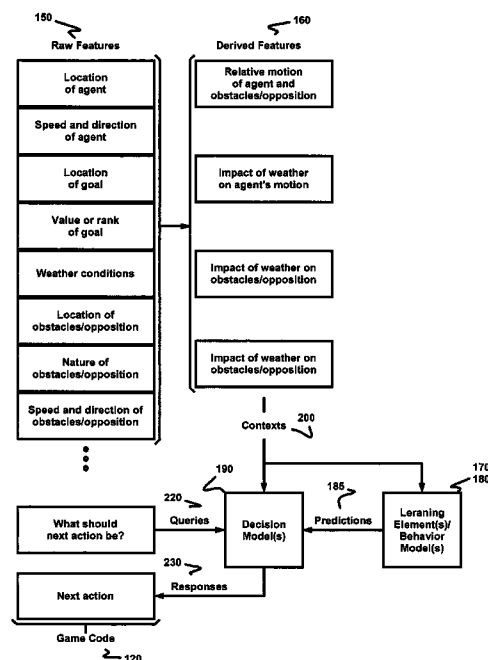 150
160
Raw Features
Derived Features
Location
of agent
Speed and direction
of agent
Location
of goal
Value or rank
of goal
Weather conditions
Location of
obstacles/opposition
Nature of
obstacles/opposition
Speed and direction of
obstacles/opposition
Relative motion
of agent and
obstacles/opposition
Impact of weather
on agent's motion
Impact of weather on
obstacles/opposition
Impact of weather on
obstacles/opposition
Contexts
200
190
170
180
220
185
What should
next action be?
Queries
Decision
Model(s)
Predictions
Leraning
Element(s)/
Behavior
Model(s)
230
Responses
Next action
Game Code
120